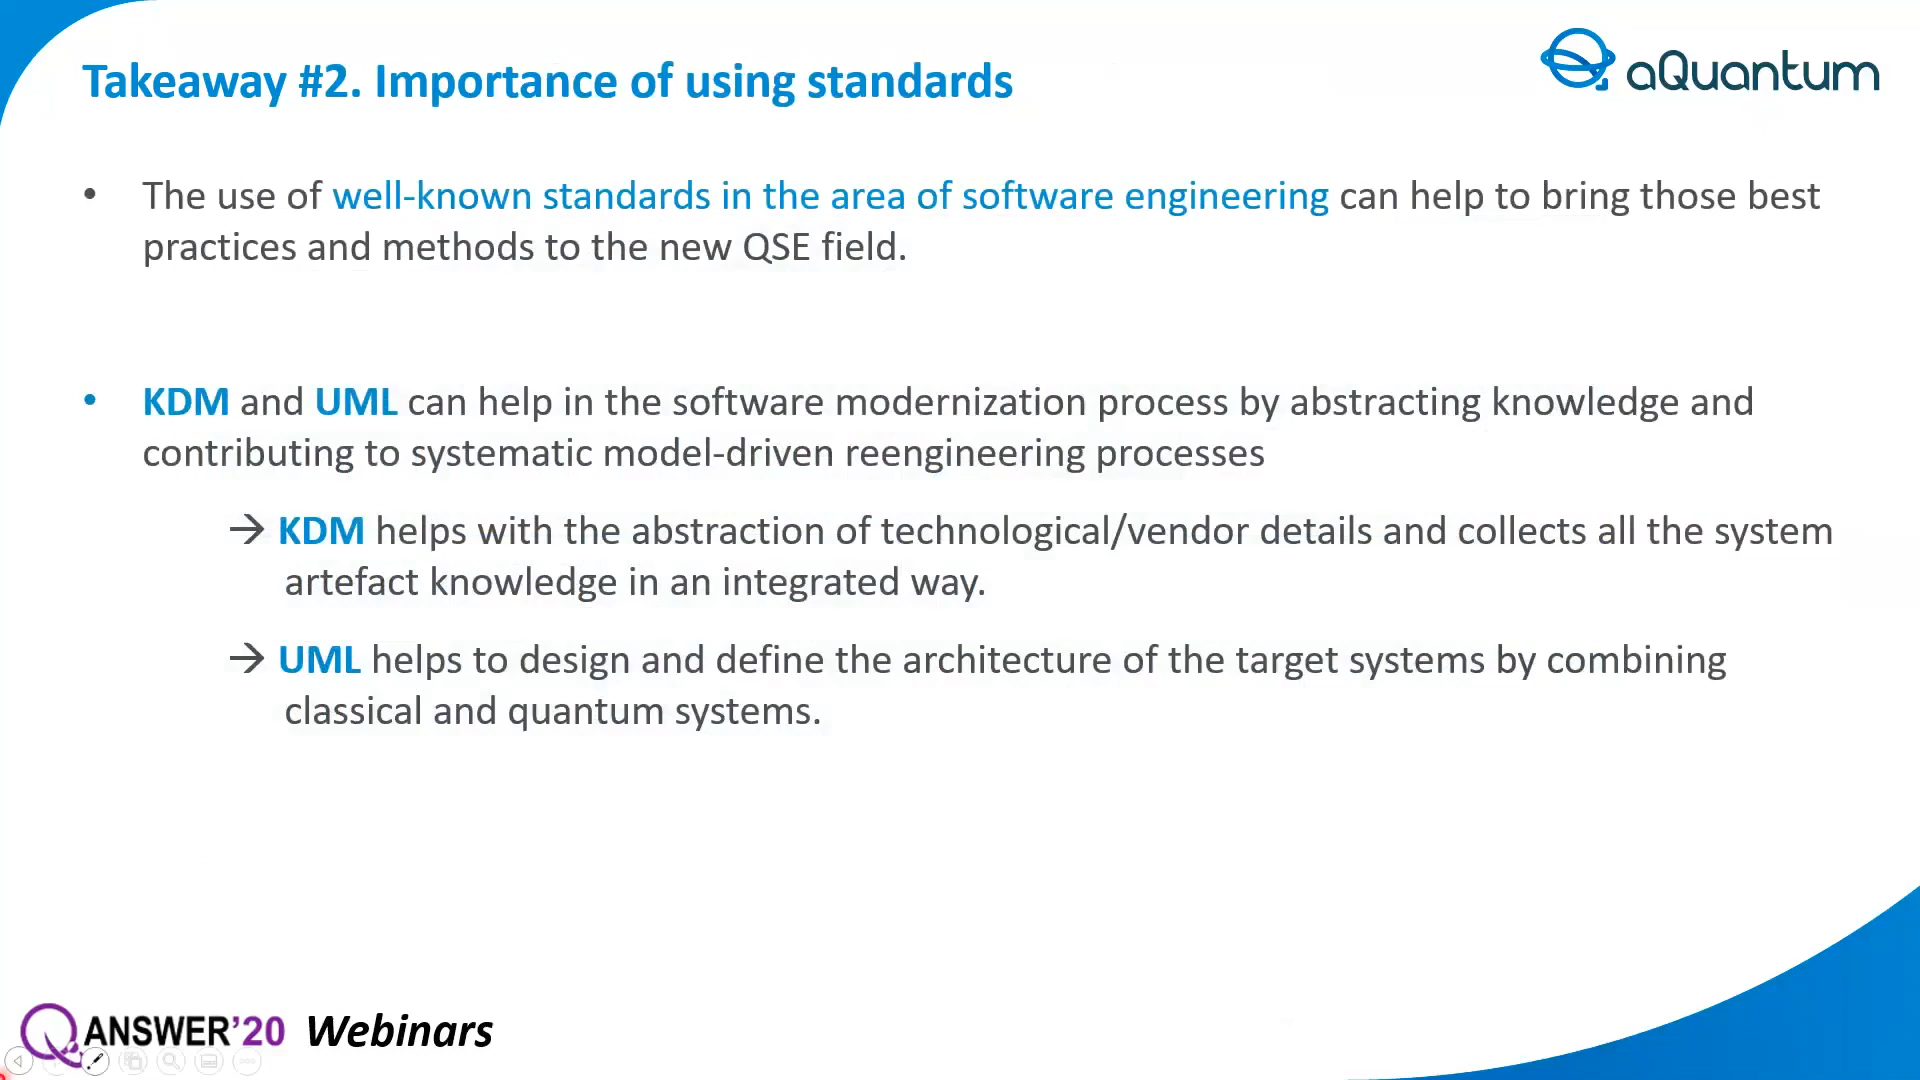 Takeaway #2. Importance of using standards
aQuantum
• The use of well-known standards in the area of software engineering can help to bring those best
practices and methods to the new QSE field.
• KDM and UML can help in the software modernization process by abstracting knowledge and
contributing to systematic model-driven reengineering processes
→ KDM helps with the abstraction of technological/vendor details and collects all the system
artefact knowledge in an integrated way.
→ UML helps to design and define the architecture of the target systems by combining
classical and quantum systems.
QANSWER'20 Webinars